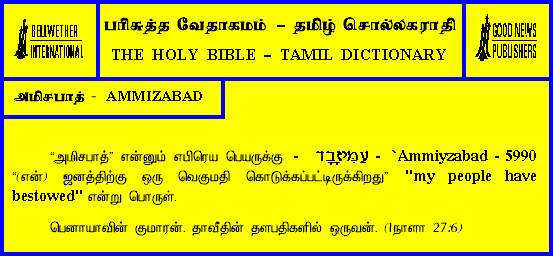 BELLWETHER
INTERNATIONAL
பரிசுத்த வேதாகமம் – தமிழ் சொல்லகராதி
THE HOLY BIBLE – TAMIL DICTIONARY
GOOD NEWS
PUBLISHERS
அமிசபாத் - AMMIZABAD
“அமிசபாத்” என்னும் எபிரெய பெயருக்கு - עַמִּיזָבָד - `Ammiyzabad - 5990
“(என்) ஜனத்திற்கு ஒரு வெகுமதி கொடுக்கப்பட்டிருக்கிறது” "my people have
bestowed" என்று பொருள்.
பெனாயாவின் குமாரன். தாவீதின் தளபதிகளில் ஒருவன். (1நாளா 27:6)